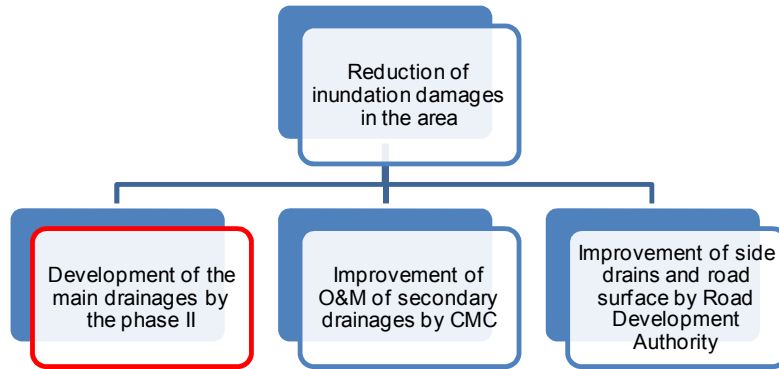 Reduction of
inundation damages
in the area
Development of the
main drainages by
the phase II
Improvement of
O&M of secondary
drainages by CMC
Improvement of side
drains and road
surface by Road
Development
Authority